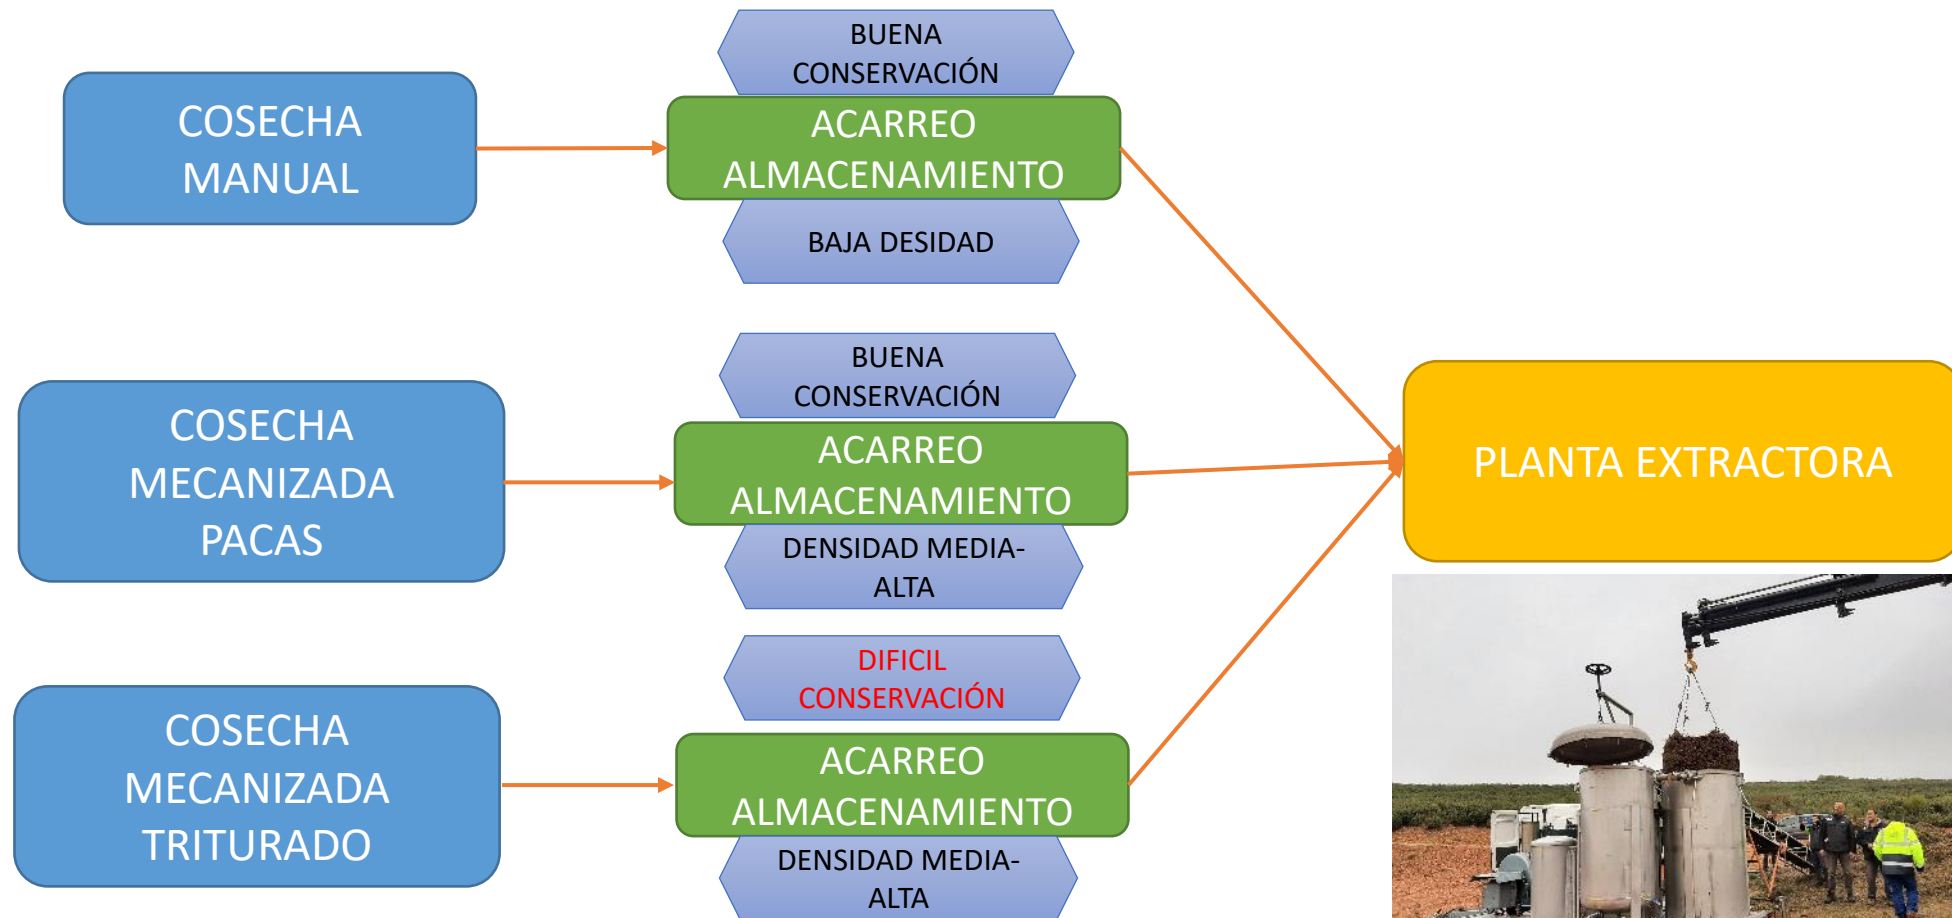 BUENA
CONSERVACIÓN
COSECHA
MANUAL
ACARREO
ALMACENAMIENTO
BAJA DESIDAD
BUENA
CONSERVACIÓN
COSECHA
MECANIZADA
PACAS
ACARREO
ALMACENAMIENTO
DENSIDAD MEDIA-
ALTA
PLANTA EXTRACTORA
DIFICIL
CONSERVACIÓN
COSECHA
MECANIZADA
TRITURADO
ACARREO
ALMACENAMIENTO
DENSIDAD MEDIA-
ALTA